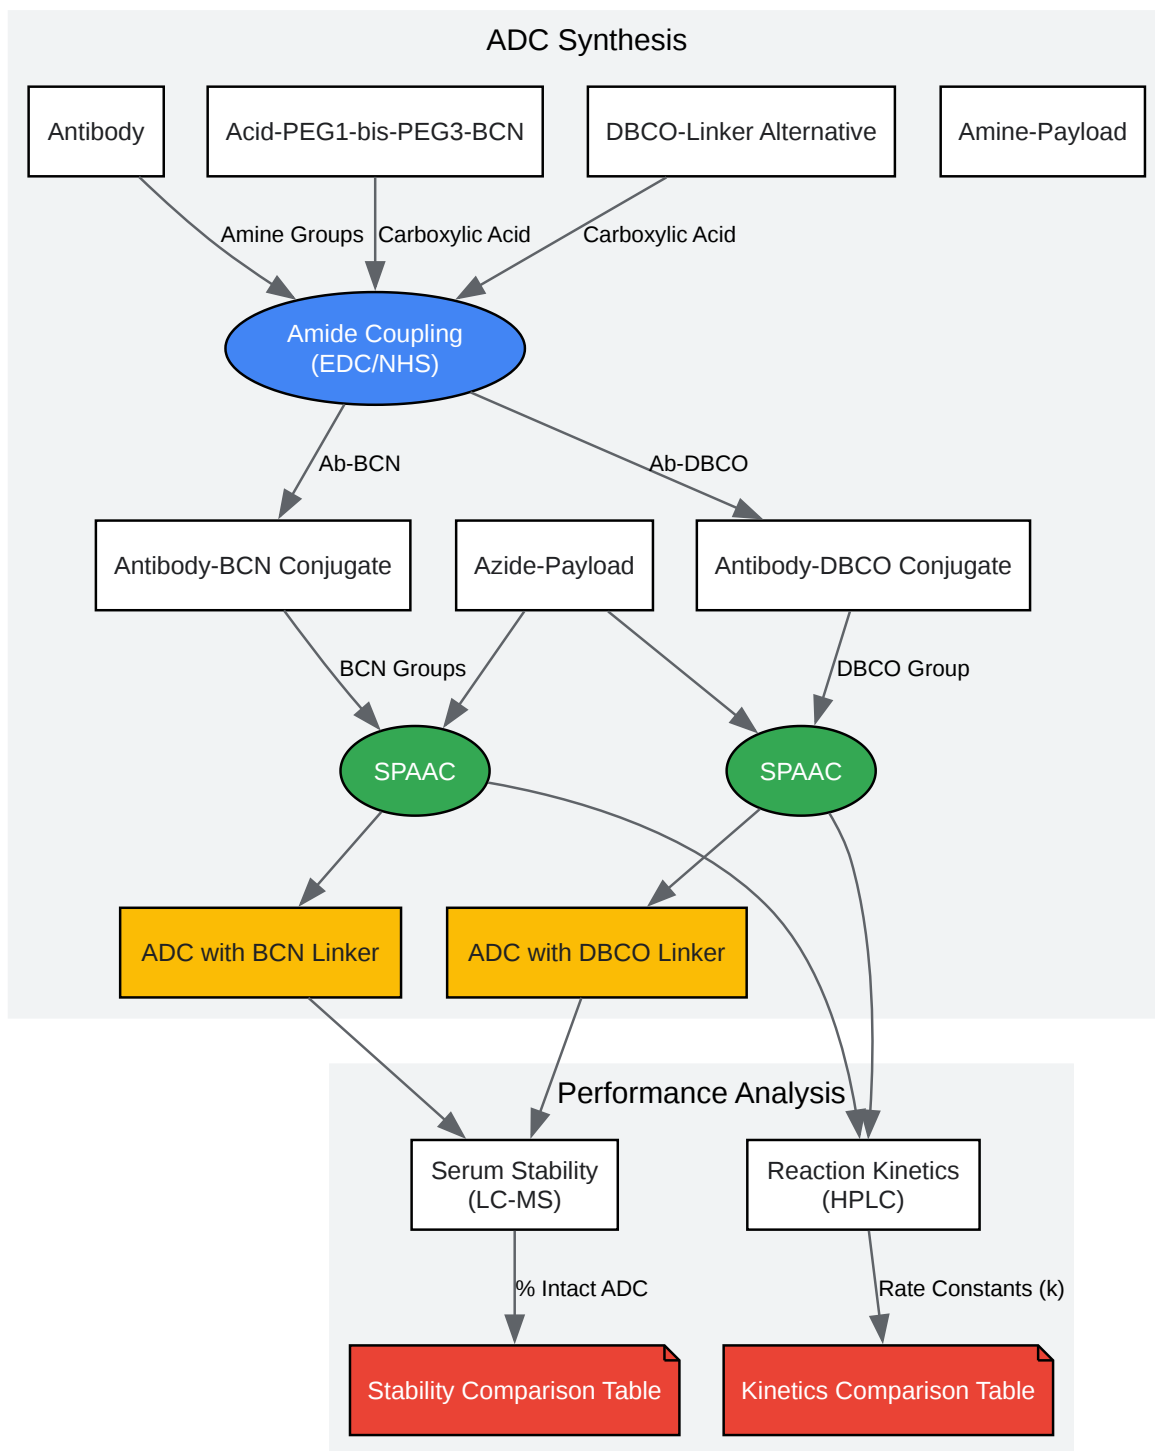 ADC Synthesis
Antibody
Acid-PEG1-bis-PEG3-BCN
DBCO-Linker Alternative
Amine-Payload
Amine Groups
Carboxylic Acid
Carboxylic Acid
Amide Coupling
(EDC/NHS)
Ab-BCN
Ab-DBCO
Antibody-BCN Conjugate
Azide-Payload
Antibody-DBCO Conjugate
BCN Groups
DBCO Group
SPAAC
SPAAC
ADC with BCN Linker
ADC with DBCO Linker
Performance Analysis
Serum Stability
(LC-MS)
Reaction Kinetics
(HPLC)
% Intact ADC
Rate Constants (k)
Stability Comparison Table
Kinetics Comparison Table